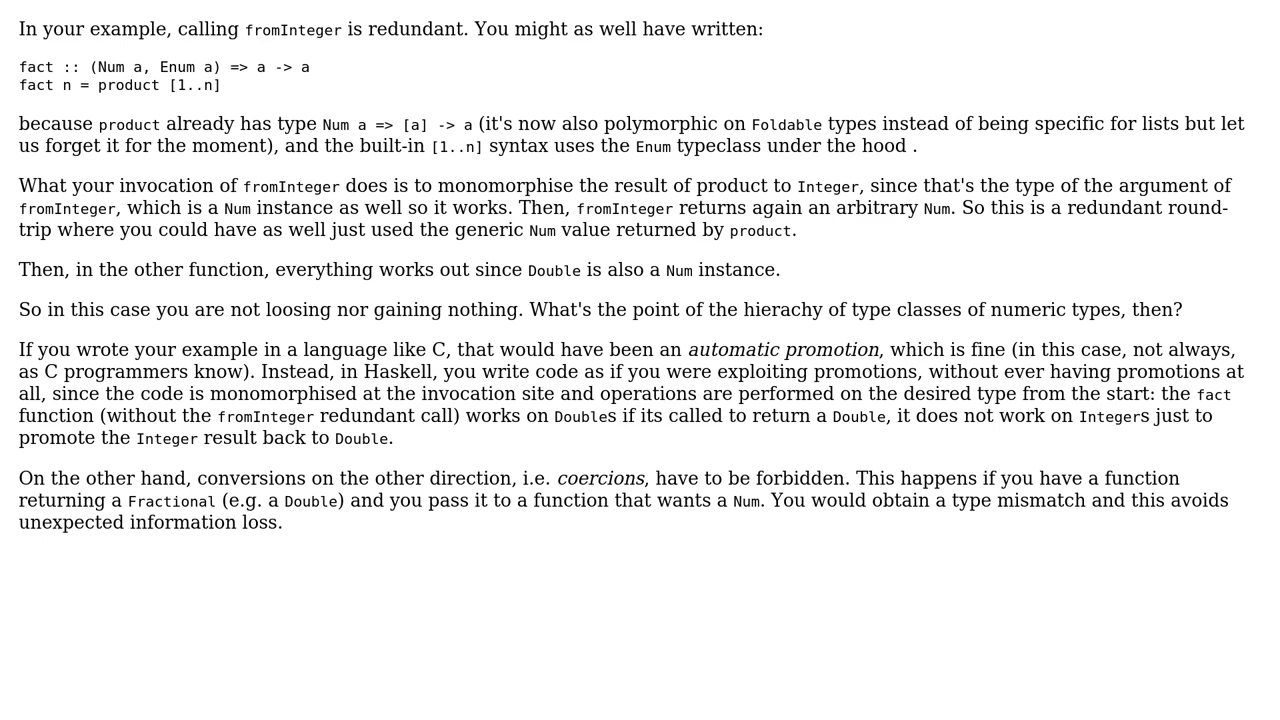 In your example, calling fromInteger is redundant. You might as well have written:
fact :: (Num a, Enum a) => a -> a
fact n = product [1..n]
because product already has type Num a => [a] -> a (it's now also polymorphic on Foldable types instead of being specific for lists but let
us forget it for the moment), and the built-in [1..n] syntax uses the Enum typeclass under the hood .
What your invocation of fromInteger does is to monomorphise the result of product to Integer, since that's the type of the argument of
fromInteger, which is a Num instance as well so it works. Then, fromInteger returns again an arbitrary Num. So this is a redundant round-
trip where you could have as well just used the generic Num value returned by product.
Then, in the other function, everything works out since Double is also a Num instance.
So in this case you are not loosing nor gaining nothing. What's the point of the hierachy of type classes of numeric types, then?
If you wrote your example in a language like C, that would have been an automatic promotion, which is fine (in this case, not always,
as C programmers know). Instead, in Haskell, you write code as if you were exploiting promotions, without ever having promotions at
all, since the code is monomorphised at the invocation site and operations are performed on the desired type from the start: the fact
function (without the fromInteger redundant call) works on Doubles if its called to return a Double, it does not work on Integers just to
promote the Integer result back to Double.
On the other hand, conversions on the other direction, i.e. coercions, have to be forbidden. This happens if you have a function
returning a Fractional (e.g. a Double) and you pass it to a function that wants a Num. You would obtain a type mismatch and this avoids
unexpected information loss.